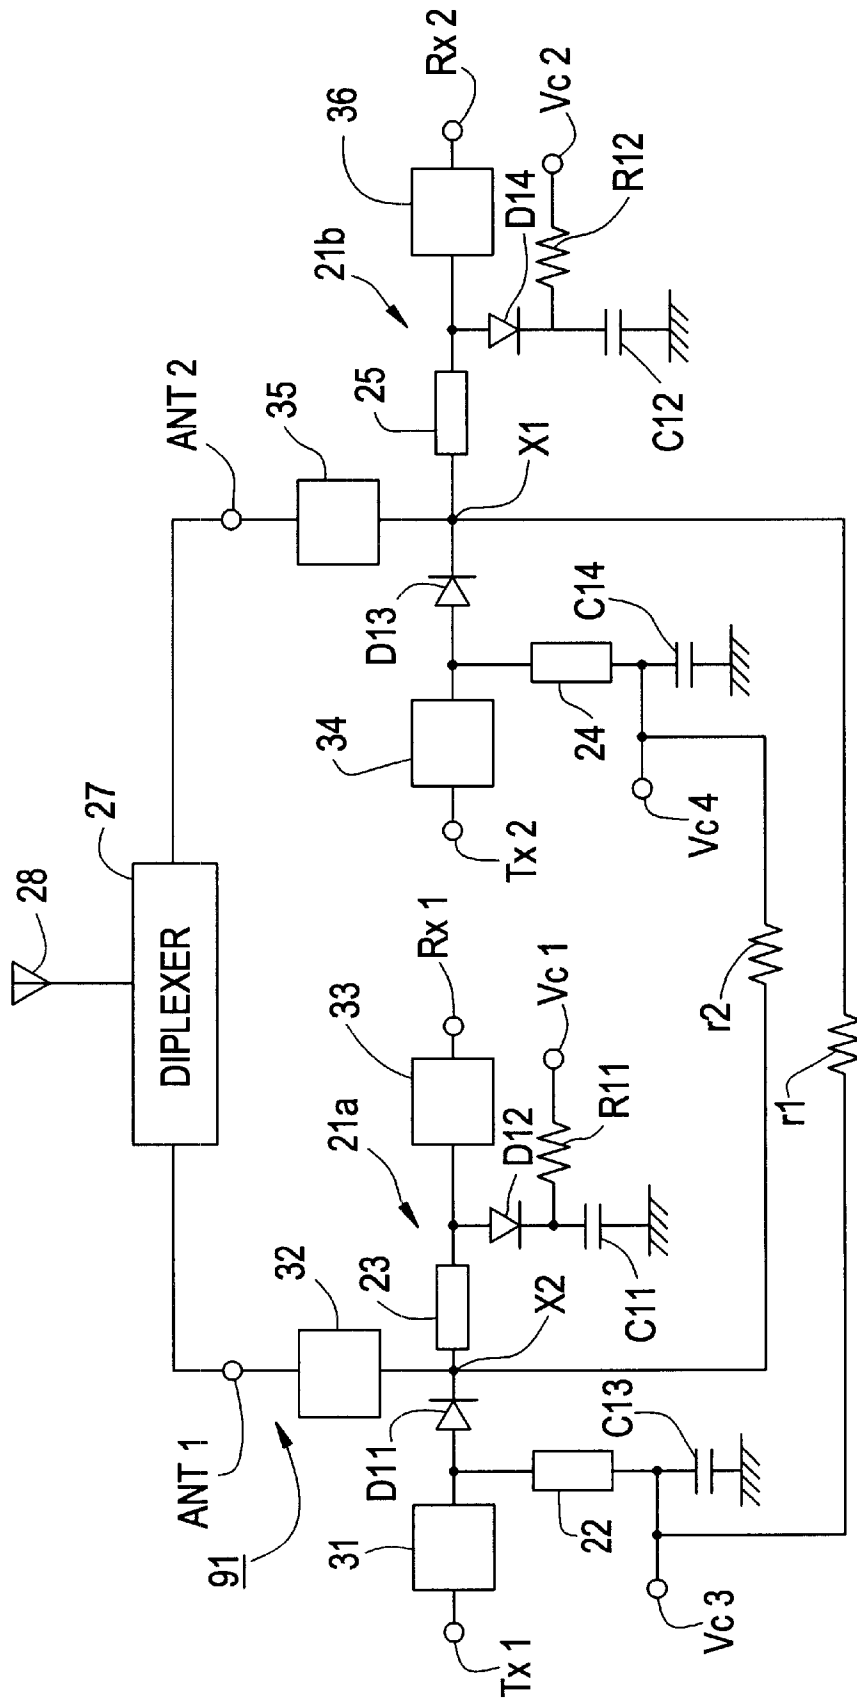 28
27
DIPLEXER
ANT 1
ANT 2
91
32
35
21a
21b
31
D11
23
33
Rx 1
34
D13
25
36
Rx 2
Tx 1
X2
D12
Vc 1
Tx 2
X1
D14
Vc 2
22
C13
C11
R11
24
C14
C12
R12
Vc 3
Vc 4
r2
r1